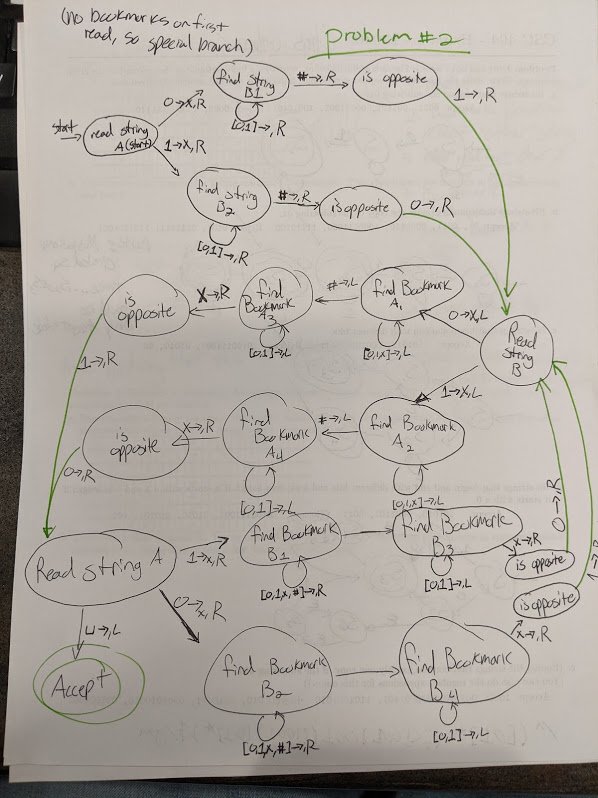 (no bookmarks on first
read, so special branch)
problem #2
find string
B1
#→,R
is opposite
0→x,R
[0,1]→,R
1→,R
start
read string
A (start)
1→x,R
find string
B2
#→,R
is opposite
0→,R
[0,1]→,R
is
opposite
X→R
find
Bookmark
A3
#→,L
find Bookmark
A1
0→X,L
Read
string
B
[0,1]→,L
[0,1,x]→,L
1→,R
1→X,L
is
opposite
X→,R
find
Bookmark
A4
#→,L
find Bookmark
A2
0→,R
[0,1]→,L
[0,1,x]→,L
0→,R
Read string A
1→x,R
find Bookmark
B1
find Bookmark
B3
x→,R
is opposite
[0,1,x,#]→,R
[0,1]→,L
is opposite
⊔→,L
0→x,R
x→,R
Accept
find Bookmark
B2
find Bookmark
B4
[0,1,x,#]→,R
[0,1]→,L